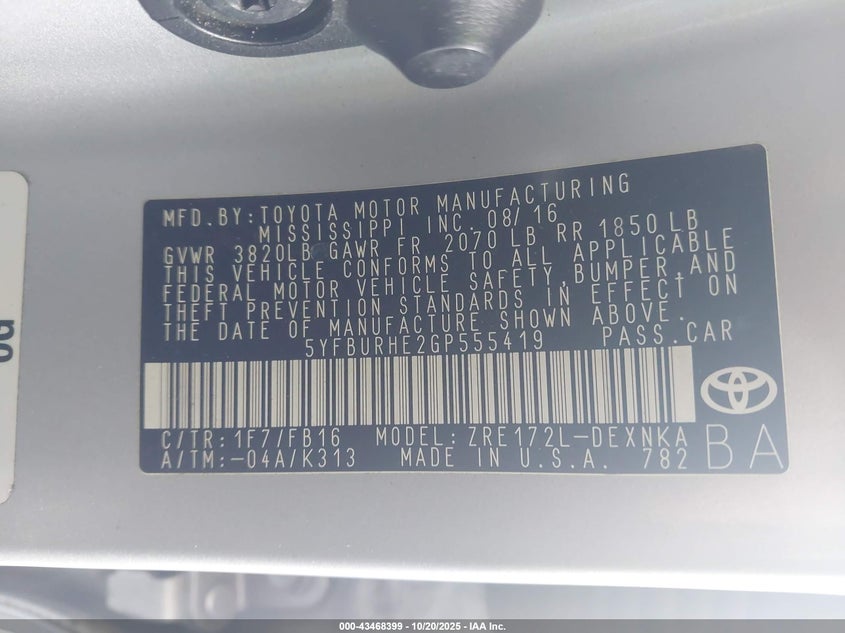 MFD.BY:TOYOTA MOTOR MANUFACTURING
MISSISSIPPI INC. 08/16
GVWR 3820LB GAWR FR 2070 LB RR 1850 LB
THIS VEHICLE CONFORMS TO ALL APPLICABLE
FEDERAL MOTOR VEHICLE SAFETY,BUMPER,AND
THEFT PREVENTION STANDARDS IN EFFECT ON
THE DATE OF MANUFACTURE SHOWN ABOVE.
5YFBURHE2GP555419 PASS.CAR
C/TR:1F7/FB16 MODEL:ZRE172L-DEXNKA
A/TM:-04A/K313 MADE IN U.S.A. 782
BA
000-43468399 - 10/20/2025 - IAA Inc.